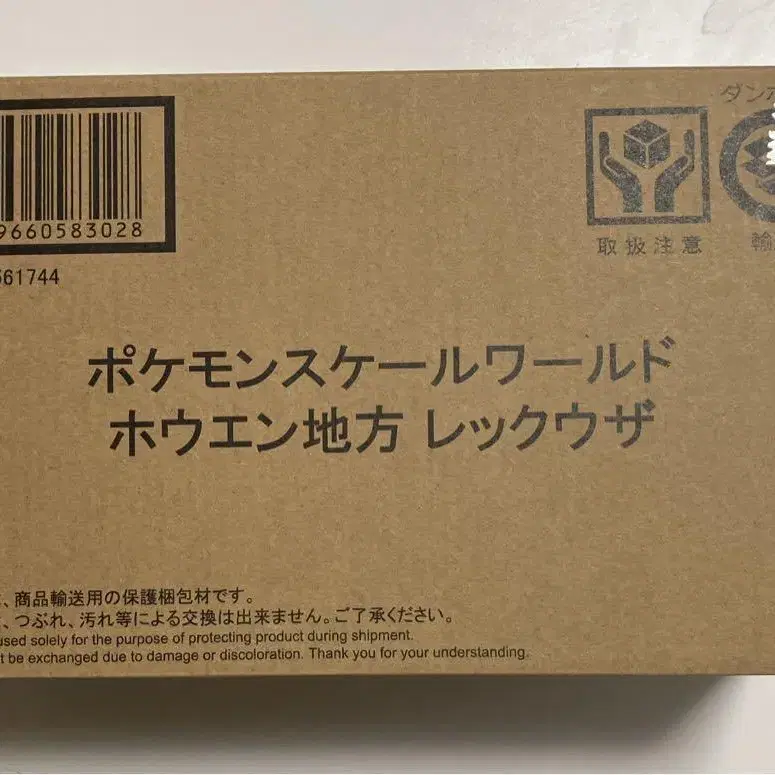 ダンボ
9660583028
取扱注意
輸
561744
ポケモンスケールワールド
ホウエン地方 レックウザ
、商品輸送用の保護梱包材です。
、つぶれ、汚れ等による交換は出来ません。ご了承ください。
used solely for the purpose of protecting product during shipment.
t be exchanged due to damage or discoloration. Thank you for your understanding.